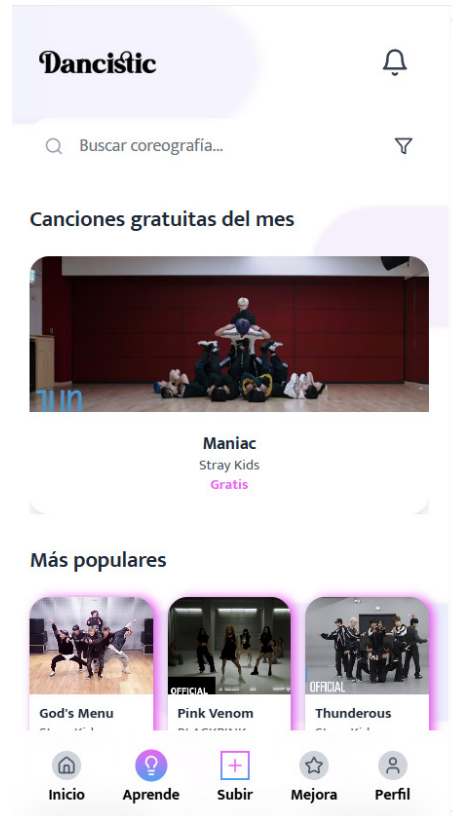 Dancistic
Buscar coreografía...
Canciones gratuitas del mes
Maniac
Stray Kids
Gratis
Más populares
OFFICIAL
OFFICIAL
God's Menu
Pink Venom
Thunderous
Inicio
Aprende
Subir
Mejora
Perfil